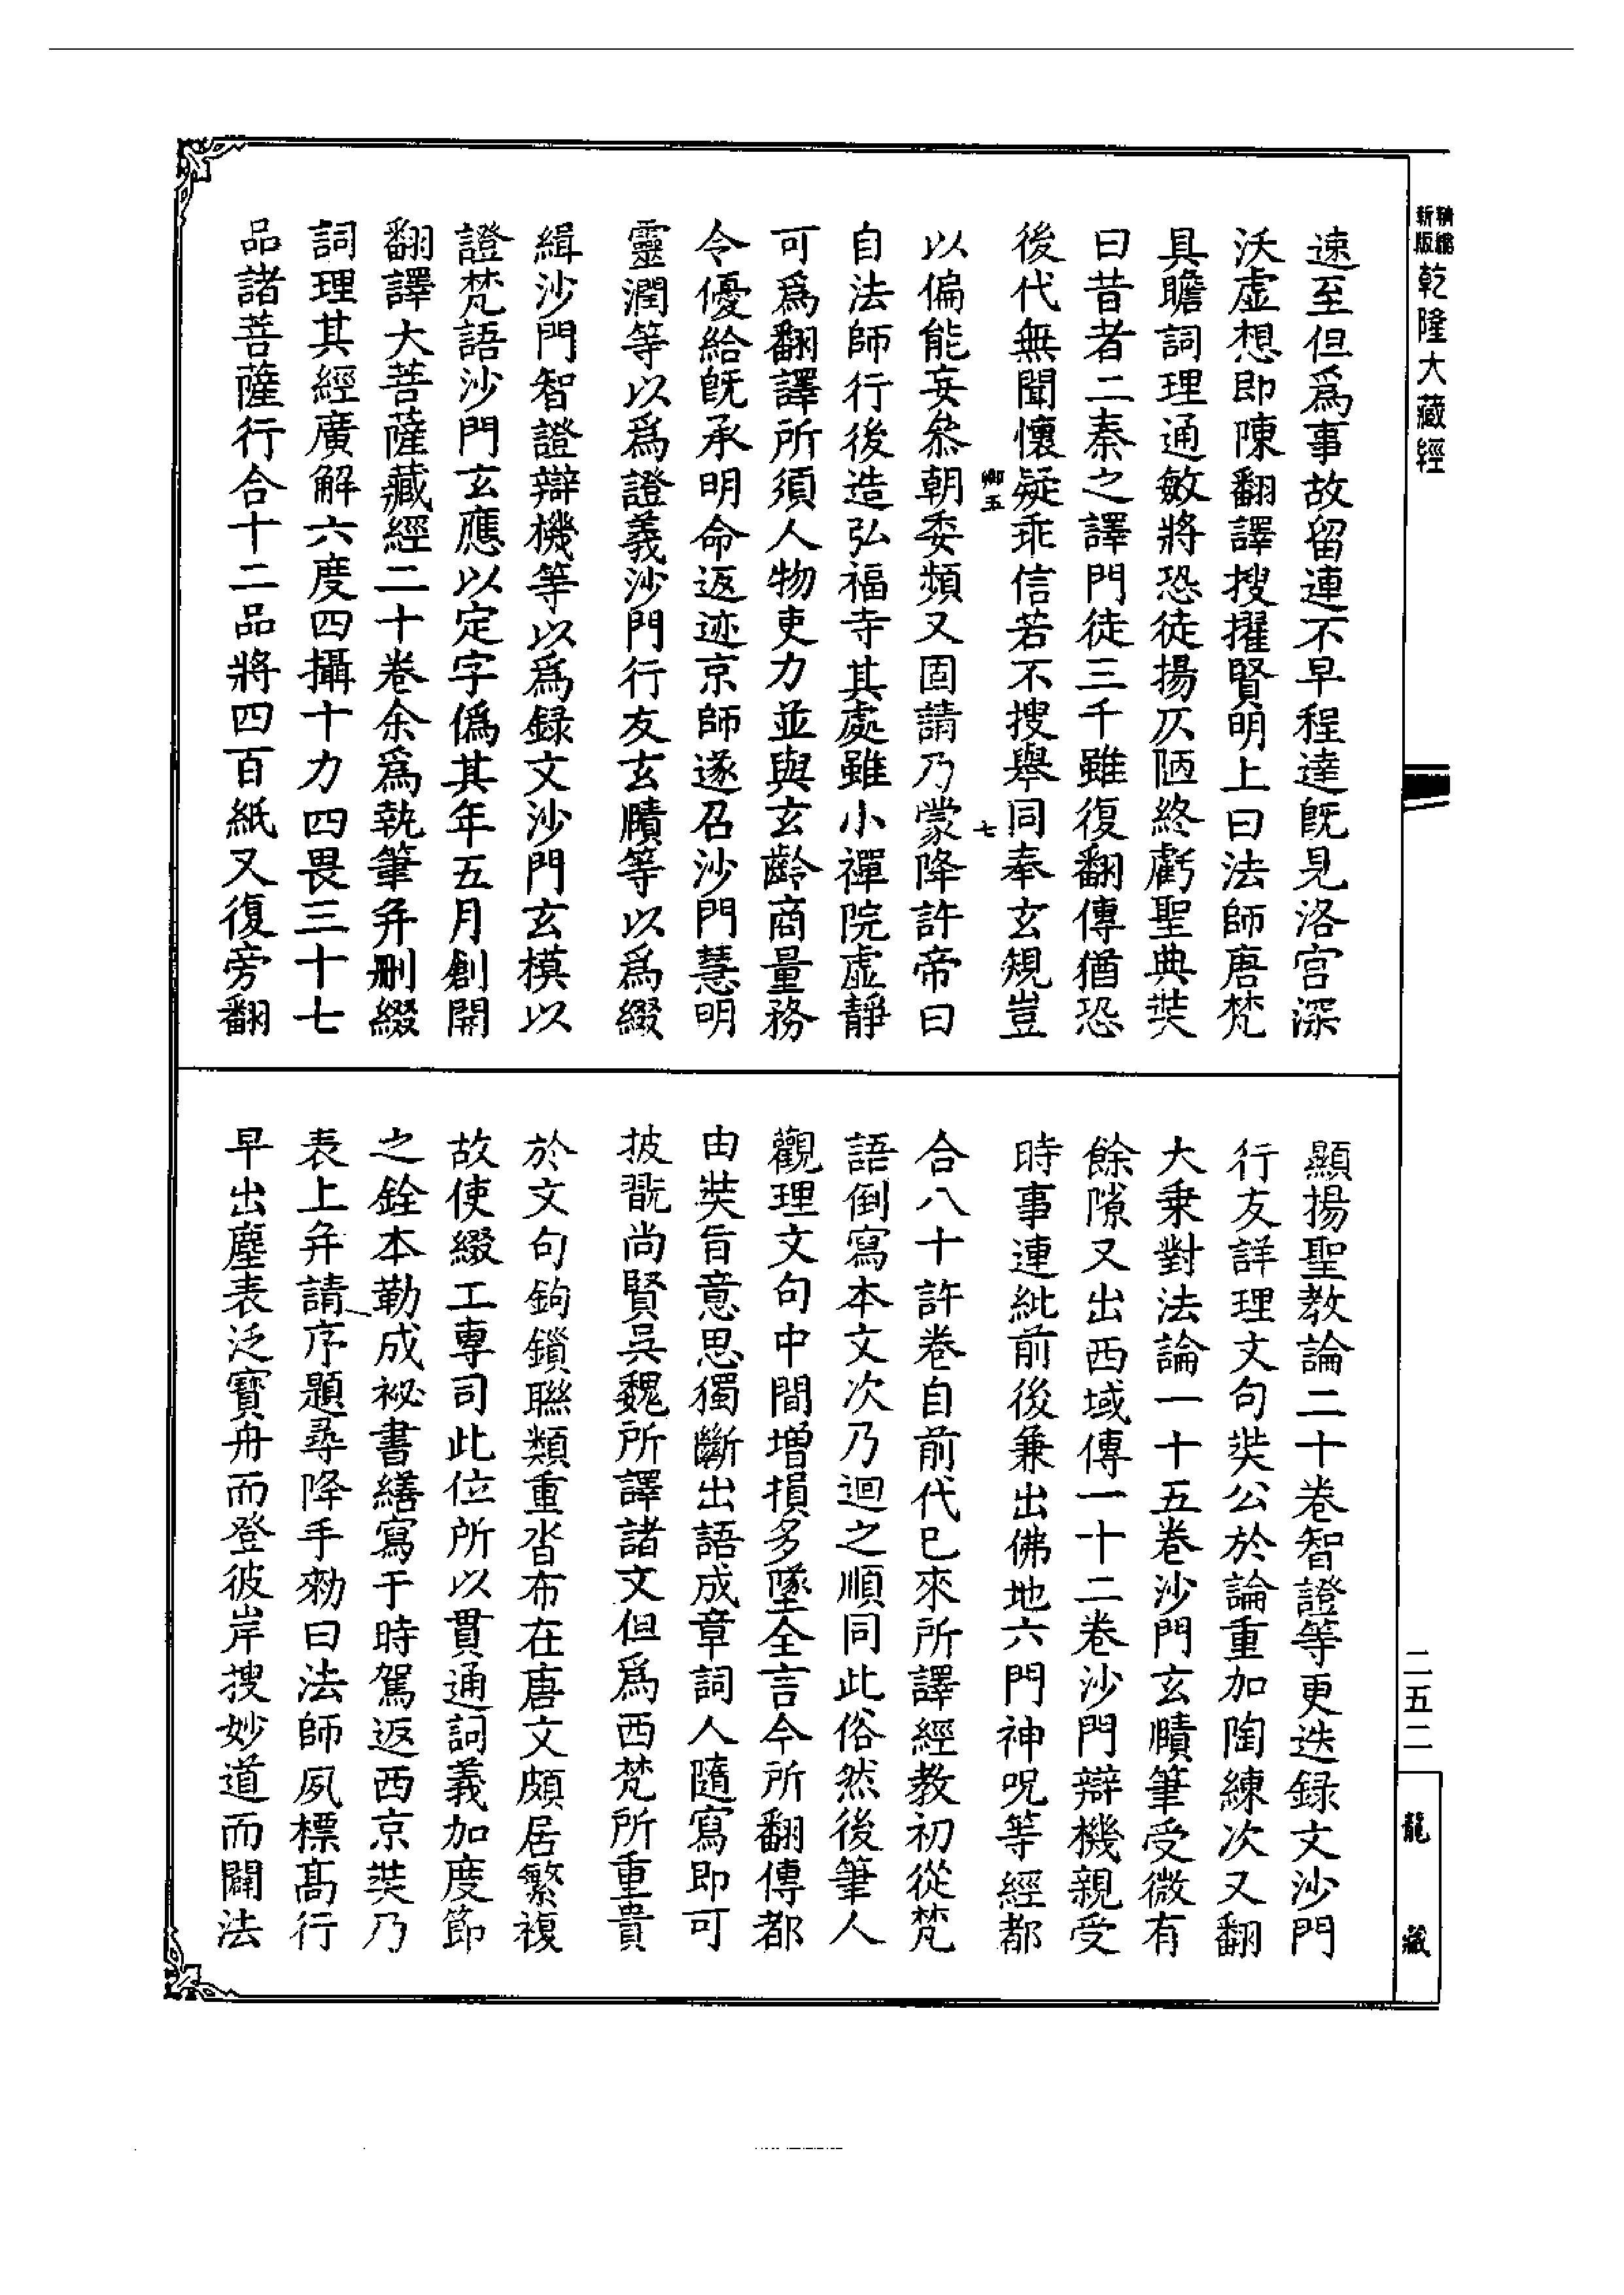 精縮
新版
乾隆大藏經
速至但爲事故留連不早程達旣見洛宮深
沃虛想即陳翻譯搜擢賢明上曰法師唐梵
具瞻詞理通敏將恐徒揚仄陋終虧聖典奘
曰昔者二秦之譯門徒三千雖復翻傳猶恐
後代無聞懷疑乖信若不搜舉同奉玄規豈
卿五
七
以偏能妄叅朝委頻又固請乃蒙降許帝曰
自法師行後造弘福寺其處雖小禪院虛靜
可爲翻譯所須人物吏力並與玄齡商量務
令優給旣承明命返迹京師遂召沙門慧明
靈潤等以爲證義沙門行友玄賾等以爲綴
緝沙門智證辯機等以爲錄文沙門玄模以
證梵語沙門玄應以定字偽其年五月創開
翻譯大菩薩藏經二十卷余爲執筆并刪綴
詞理其經廣解六度四攝十力四畏三十七
品諸菩薩行合十二品將四百紙又復旁翻
顯揚聖教論二十卷智證等更迭錄文沙門
行友詳理文句奘公於論重加陶練次又翻
大乘對法論一十五卷沙門玄賾筆受微有
餘隙又出西域傳一十二卷沙門辯機親受
時事連紕前後兼出佛地六門神呪等經都
合八十許卷自前代已來所譯經教初從梵
語倒寫本文次乃迴之順同此俗然後筆人
觀理文句中間增損多墜全言今所翻傳都
由奘旨意思獨斷出語成章詞人隨寫即可
披翫尚賢吳魏所譯諸文但爲西梵所重貴
於文句鉤鎖聯類重沓布在唐文頗居繁複
故使綴工專司此位所以貫通詞義加度節
之銓本勒成祕書繕寫于時駕返西京奘乃
表上并請序題尋降手勑曰法師夙標高行
早出塵表泛寶舟而登彼岸搜妙道而闢法
二五二
龍藏